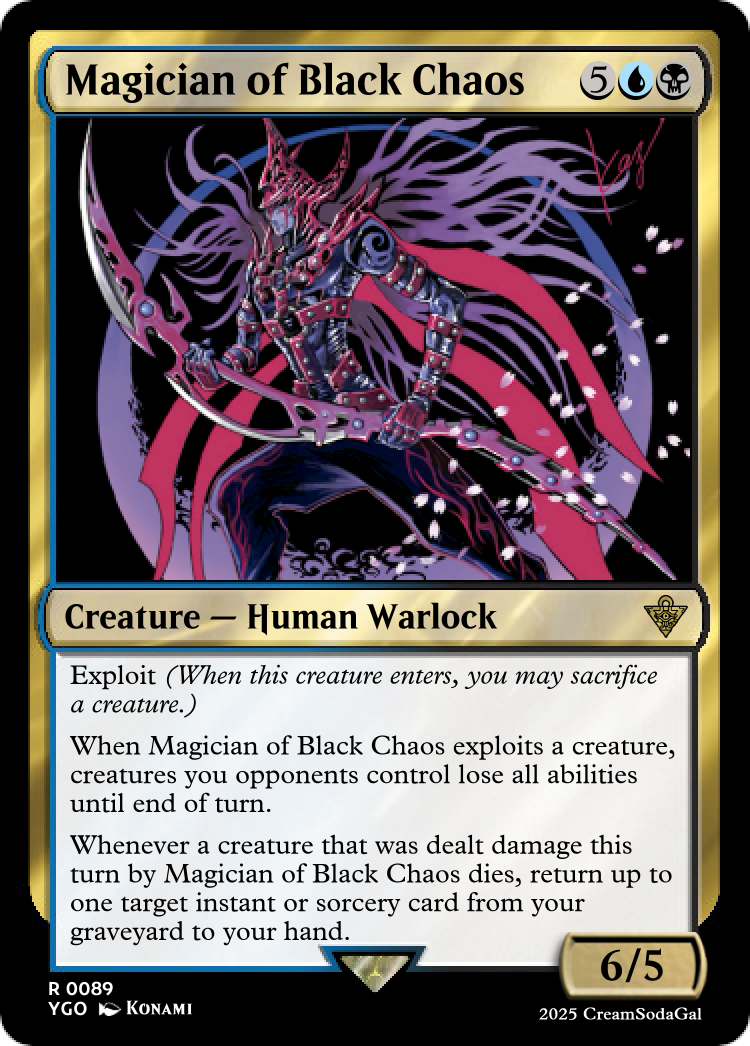 Magician of Black Chaos 5
Kaz
Creature — Human Warlock
Exploit (When this creature enters, you may sacrifice
a creature.)
When Magician of Black Chaos exploits a creature,
creatures you opponents control lose all abilities
until end of turn.
Whenever a creature that was dealt damage this
turn by Magician of Black Chaos dies, return up to
one target instant or sorcery card from your
graveyard to your hand.
6/5
R 0089
YGO KONAMI
2025 CreamSodaGal